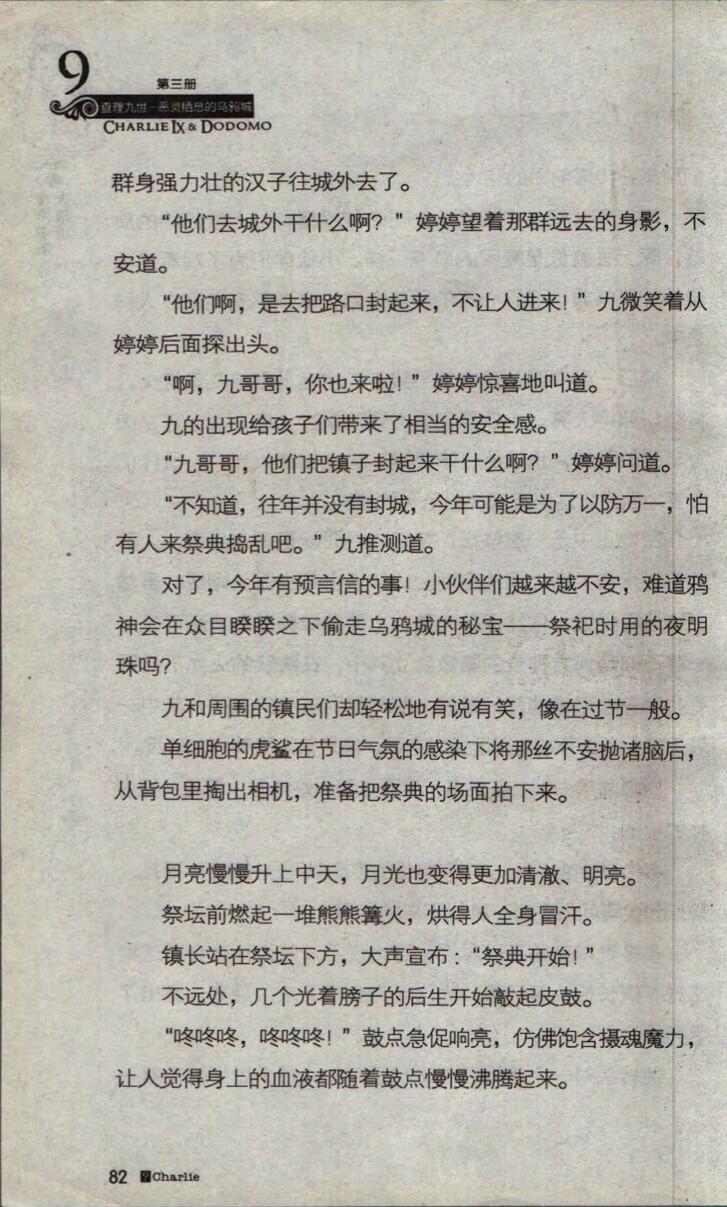 9
第三册
查理九世-恶灵栖息的乌鸦城
CHARLIE IX & DODOMO
群身强力壮的汉子往城外去了。
“他们去城外干什么啊？”婷婷望着那群远去的身影，不
安道。
“他们啊，是去把路口封起来，不让人进来！”九微笑着从
婷婷后面探出头。
“啊，九哥哥，你也来啦！”婷婷惊喜地叫道。
九的出现给孩子们带来了相当的安全感。
“九哥哥，他们把镇子封起来干什么啊？”婷婷问道。
“不知道，往年并没有封城，今年可能是为了以防万一，怕
有人来祭典捣乱吧。”九推测道。
对了，今年有预言信的事！小伙伴们越来越不安，难道鸦
神会在众目睽睽之下偷走乌鸦城的秘宝——祭祀时用的夜明
珠吗？
九和周围的镇民们却轻松地有说有笑，像在过节一般。
单细胞的虎鲨在节日气氛的感染下将那丝不安抛诸脑后，
从背包里掏出相机，准备把祭典的场面拍下来。
月亮慢慢升上中天，月光也变得更加清澈、明亮。
祭坛前燃起一堆熊熊篝火，烘得人全身冒汗。
镇长站在祭坛下方，大声宣布：“祭典开始！”
不远处，几个光着膀子的后生开始敲起皮鼓。
“咚咚咚，咚咚咚！”鼓点急促响亮，仿佛饱含摄魂魔力，
让人觉得身上的血液都随着鼓点慢慢沸腾起来。
82 9 Charlie